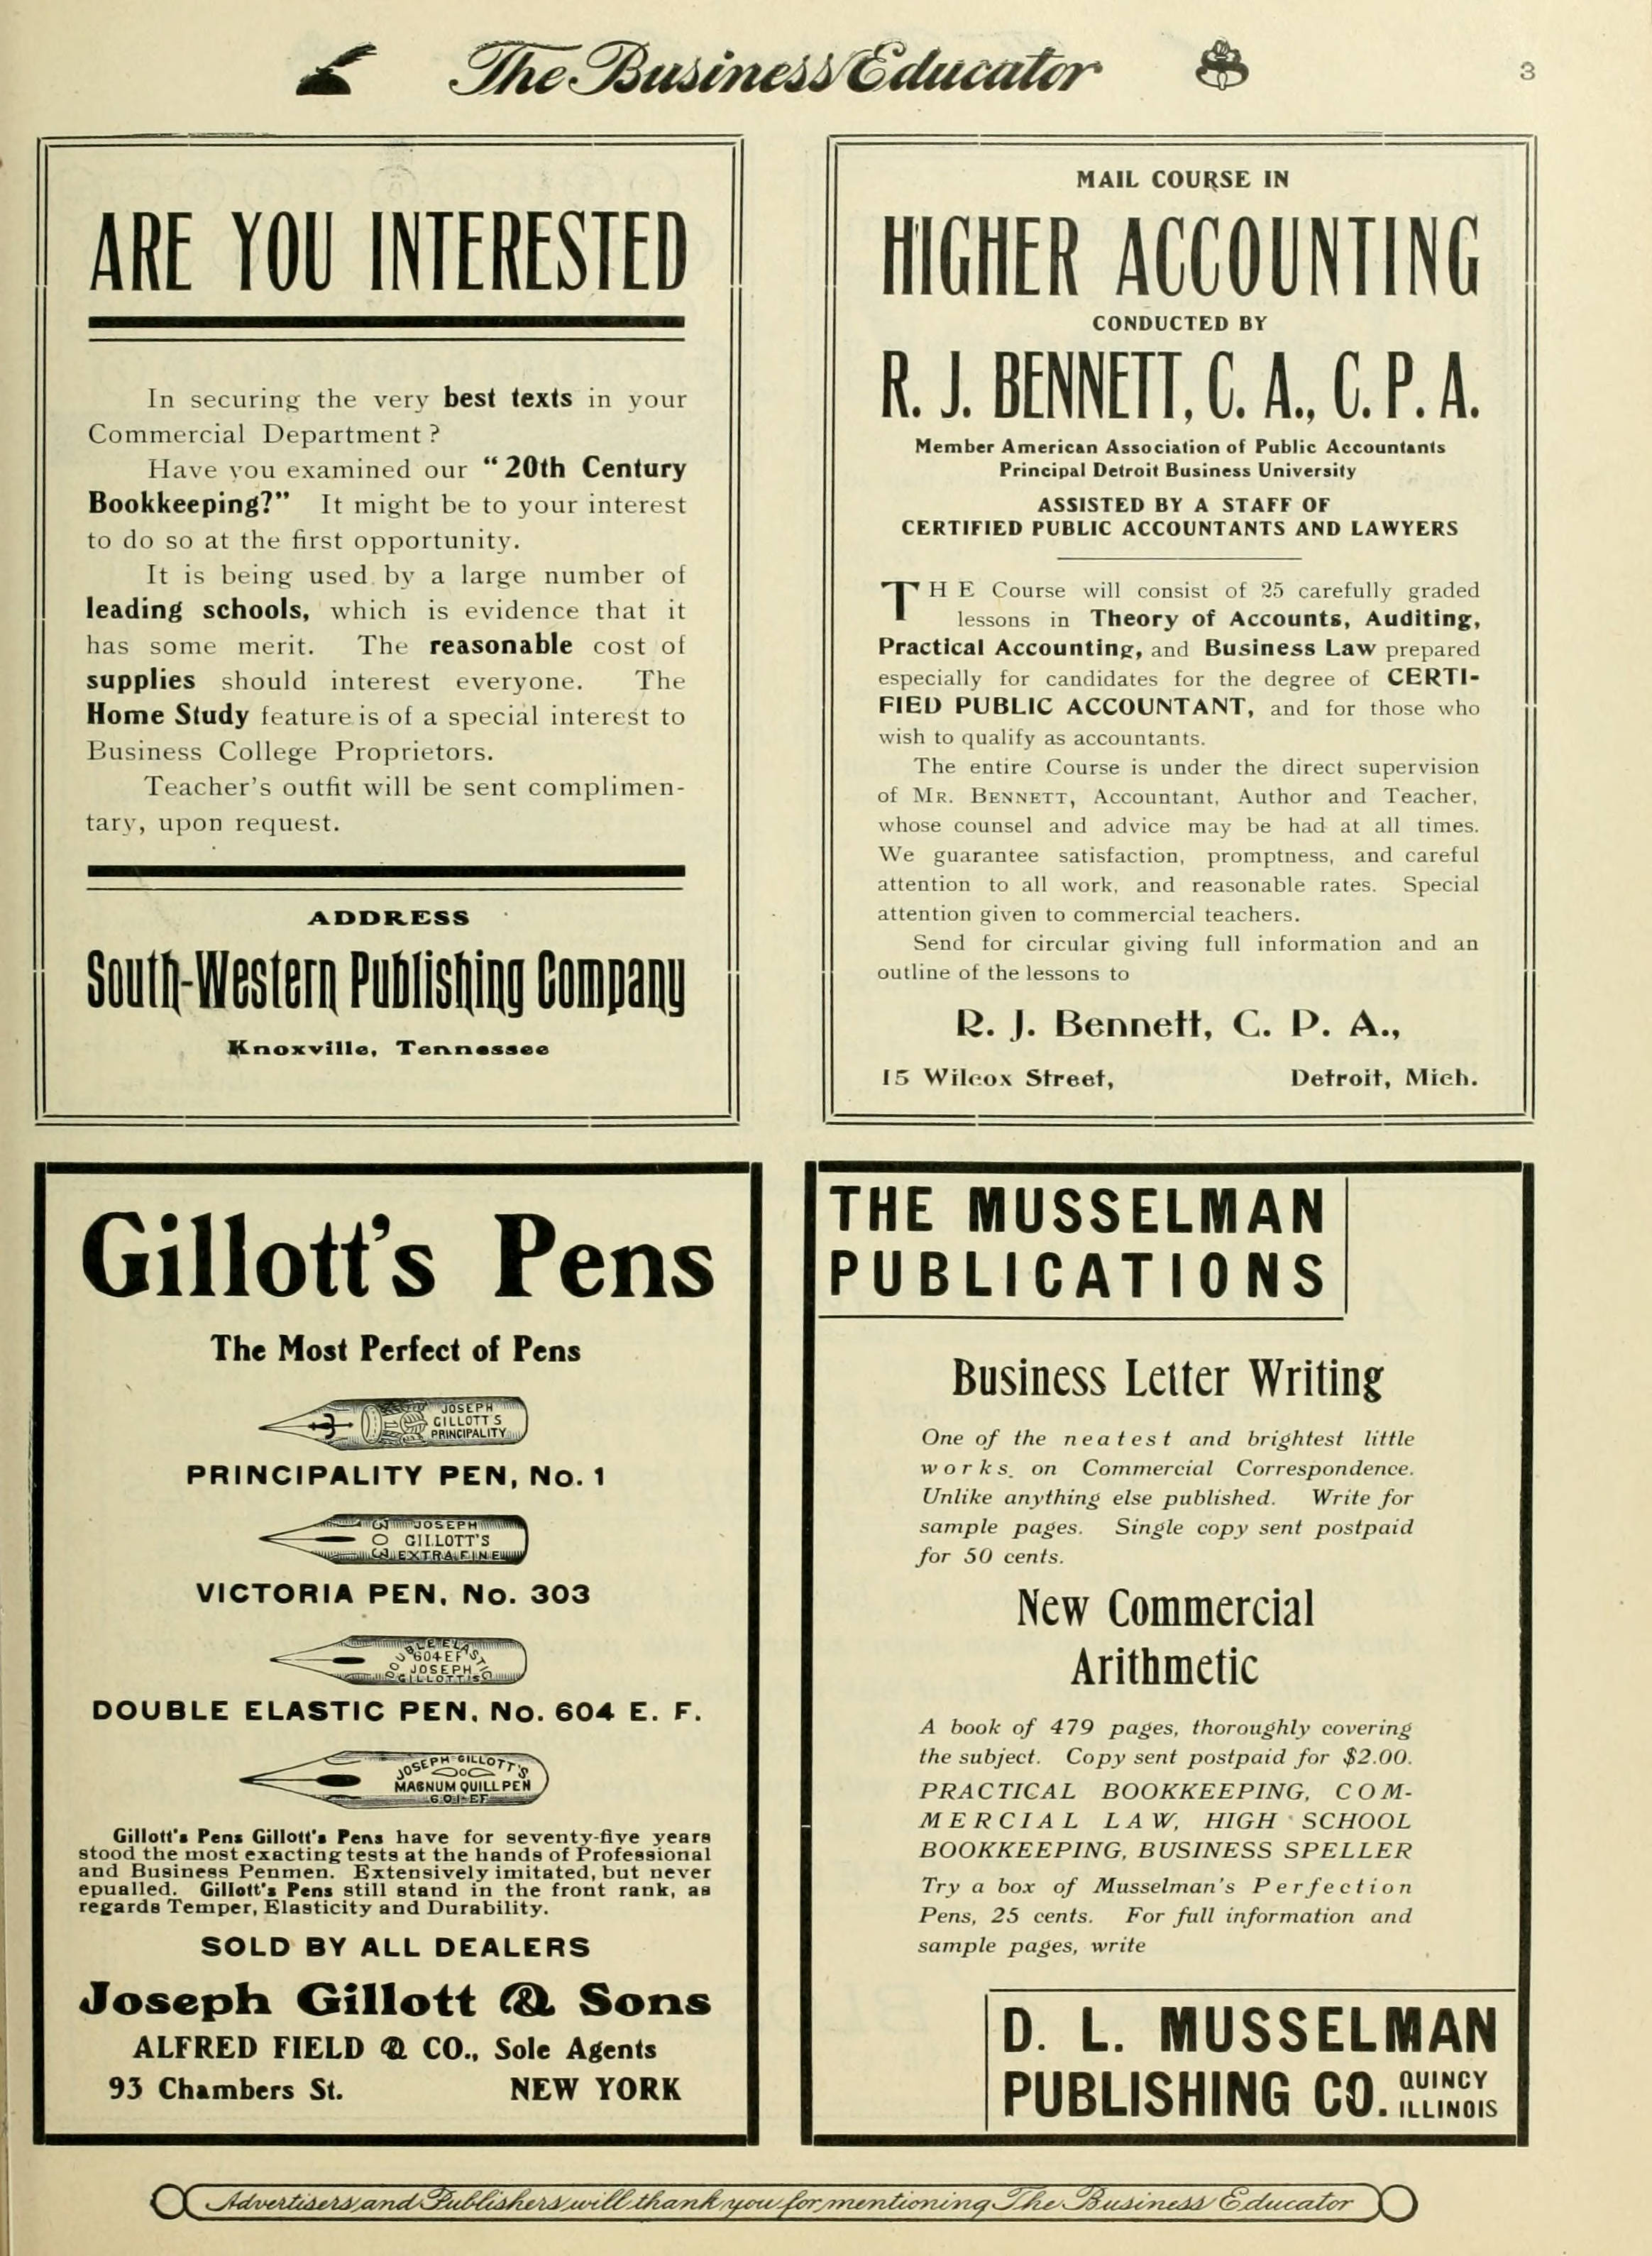 The Business Educator
3
ARE YOU INTERESTED
In securing the very best texts in your
Commercial Department?
Have you examined our "20th Century
Bookkeeping?" It might be to your interest
to do so at the first opportunity.
It is being used by a large number of
leading schools, which is evidence that it
has some merit. The reasonable cost of
supplies should interest everyone. The
Home Study feature is of a special interest to
Business College Proprietors.
Teacher's outfit will be sent complimen-
tary, upon request.
ADDRESS
South-Western Publishing Company
Knoxville, Tennessee
MAIL COURSE IN
HIGHER ACCOUNTING
CONDUCTED BY
R. J. BENNETT, C. A., C. P. A.
Member American Association of Public Accountants
Principal Detroit Business University
ASSISTED BY A STAFF OF
CERTIFIED PUBLIC ACCOUNTANTS AND LAWYERS
THE Course will consist of 25 carefully graded
lessons in Theory of Accounts, Auditing,
Practical Accounting, and Business Law prepared
especially for candidates for the degree of CERTI-
FIED PUBLIC ACCOUNTANT, and for those who
wish to qualify as accountants.
The entire Course is under the direct supervision
of MR. BENNETT, Accountant, Author and Teacher,
whose counsel and advice may be had at all times.
We guarantee satisfaction, promptness, and careful
attention to all work, and reasonable rates. Special
attention given to commercial teachers.
Send for circular giving full information and an
outline of the lessons to
R. J. Bennett, C. P. A.,
15 Wilcox Street, Detroit, Mich.
Gillott's Pens
The Most Perfect of Pens
JOSEPH
GILLOTT'S
PRINCIPALITY
PRINCIPALITY PEN, No. 1
303
JOSEPH
GILLOTT'S
EXTRA FINE
VICTORIA PEN, No. 303
DOUBLE ELASTIC
604 EF
JOSEPH
GILLOTT'S
DOUBLE ELASTIC PEN, No. 604 E. F.
JOSEPH GILLOTT'S
MAGNUM QUILL PEN
601 EF
Gillott's Pens Gillott's Pens have for seventy-five years
stood the most exacting tests at the hands of Professional
and Business Penmen. Extensively imitated, but never
epualled. Gillott's Pens still stand in the front rank, as
regards Temper, Elasticity and Durability.
SOLD BY ALL DEALERS
Joseph Gillott & Sons
ALFRED FIELD & CO., Sole Agents
93 Chambers St. NEW YORK
THE MUSSELMAN
PUBLICATIONS
Business Letter Writing
One of the neatest and brightest little
works. on Commercial Correspondence.
Unlike anything else published. Write for
sample pages. Single copy sent postpaid
for 50 cents.
New Commercial
Arithmetic
A book of 479 pages, thoroughly covering
the subject. Copy sent postpaid for $2.00.
PRACTICAL BOOKKEEPING, COM-
MERCIAL LAW, HIGH SCHOOL
BOOKKEEPING, BUSINESS SPELLER
Try a box of Musselman's Perfection
Pens, 25 cents. For full information and
sample pages, write
D. L. MUSSELMAN
PUBLISHING CO. QUINCY
ILLINOIS
Advertisers and Publishers will thank you for mentioning The Business Educator